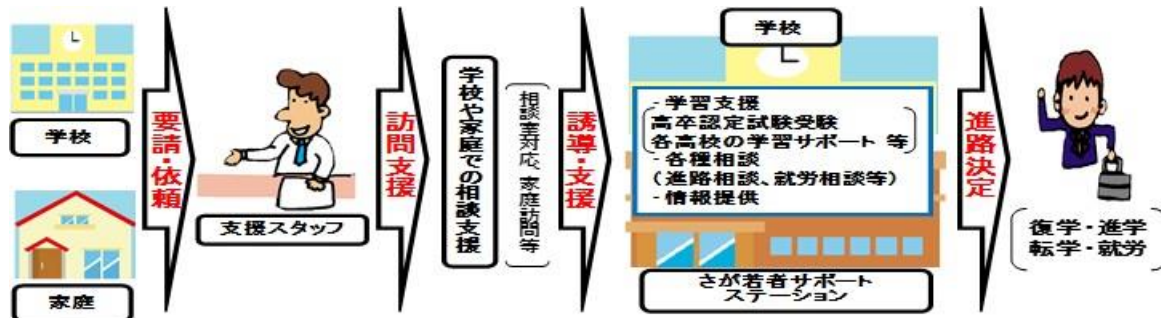 学校
家庭
要請・依頼
支援スタッフ
訪問支援
学校や家庭での相談支援
相談室対応、家庭訪問等
誘導・支援
学校
・学習支援
高卒認定試験受験
各高校の学習サポート 等
・各種相談
(進路相談、就労相談等)
・情報提供
さが若者サポート
ステーション
進路決定
復学・進学
転学・就労